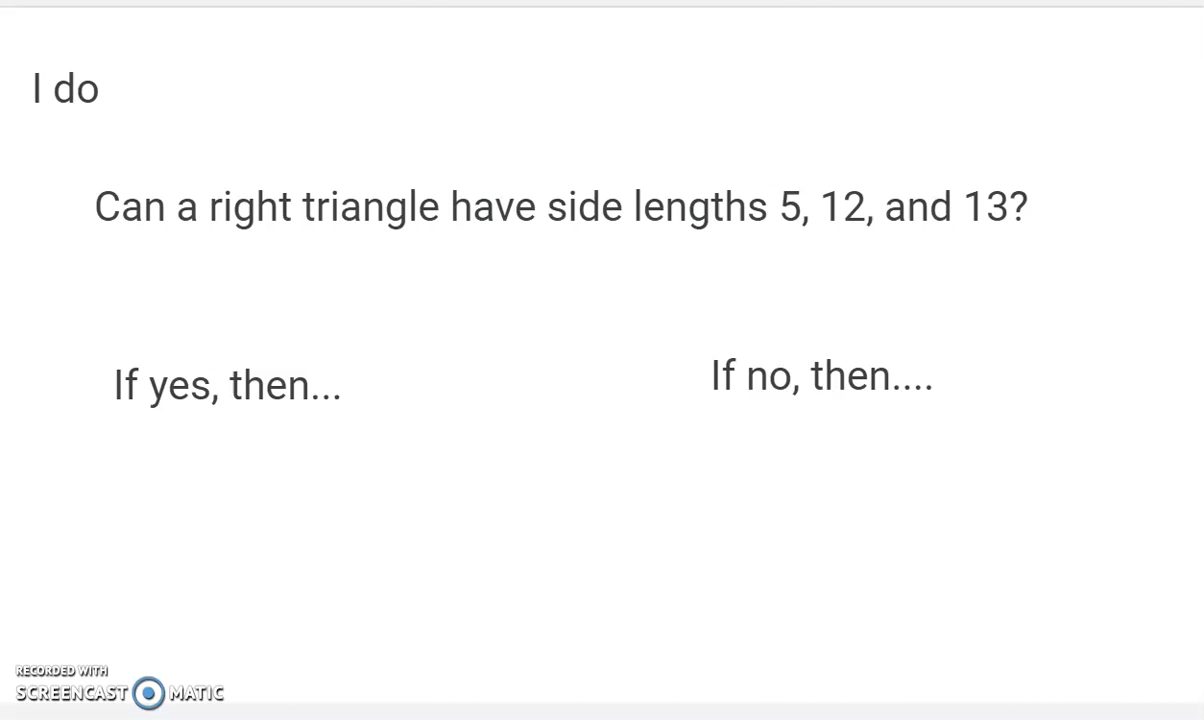 I do
Can a right triangle have side lengths 5, 12, and 13?
If yes, then...
If no, then....
RECORDED WITH
SCREENCAST MATIC